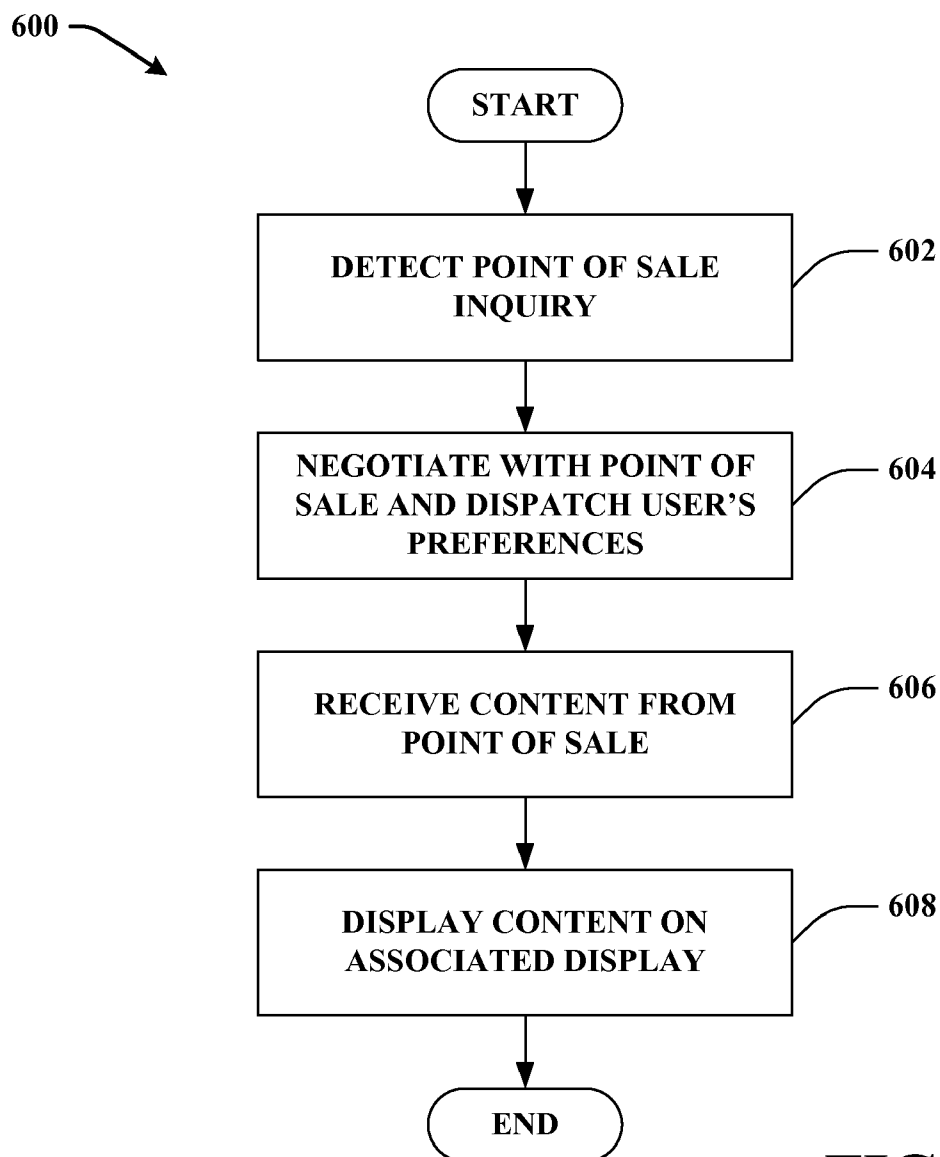 600
START
DETECT POINT OF SALE
INQUIRY
602
NEGOTIATE WITH POINT OF
SALE AND DISPATCH USER'S
PREFERENCES
604
RECEIVE CONTENT FROM
POINT OF SALE
606
DISPLAY CONTENT ON
ASSOCIATED DISPLAY
608
END